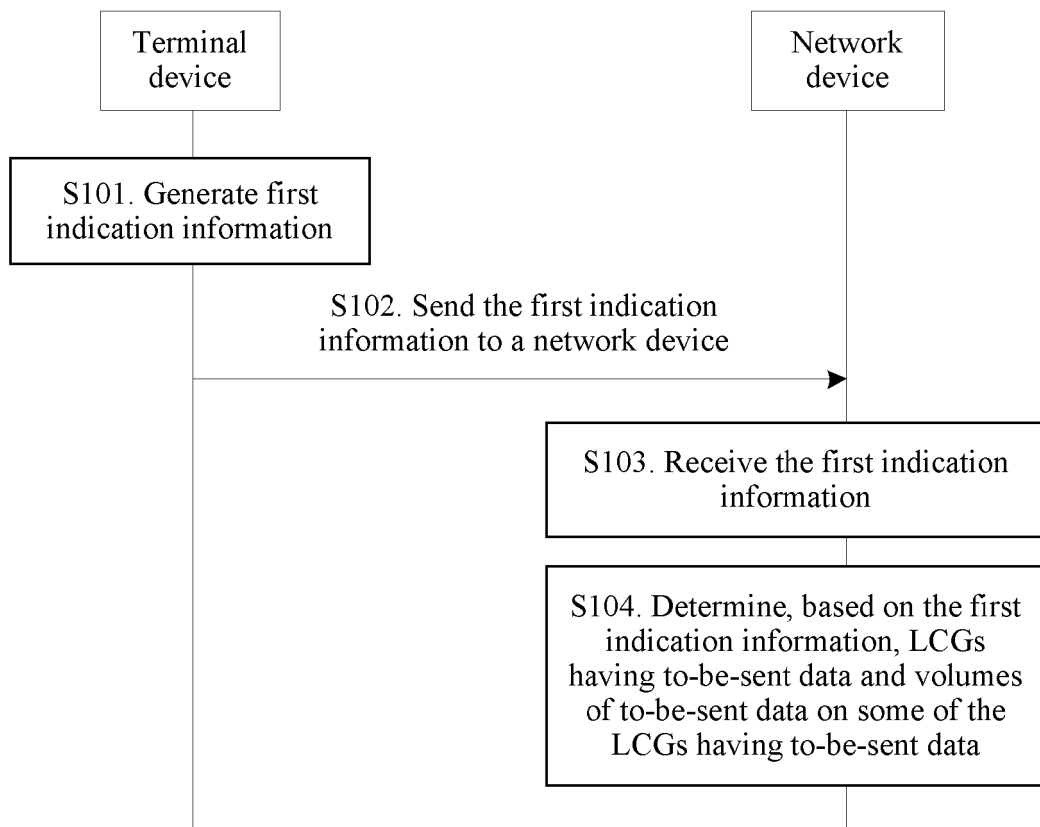 Terminal
device
Network
device
S101. Generate first
indication information
S102. Send the first indication
information to a network device
S103. Receive the first indication
information
S104. Determine, based on the first
indication information, LCGs
having to-be-sent data and volumes
of to-be-sent data on some of the
LCGs having to-be-sent data